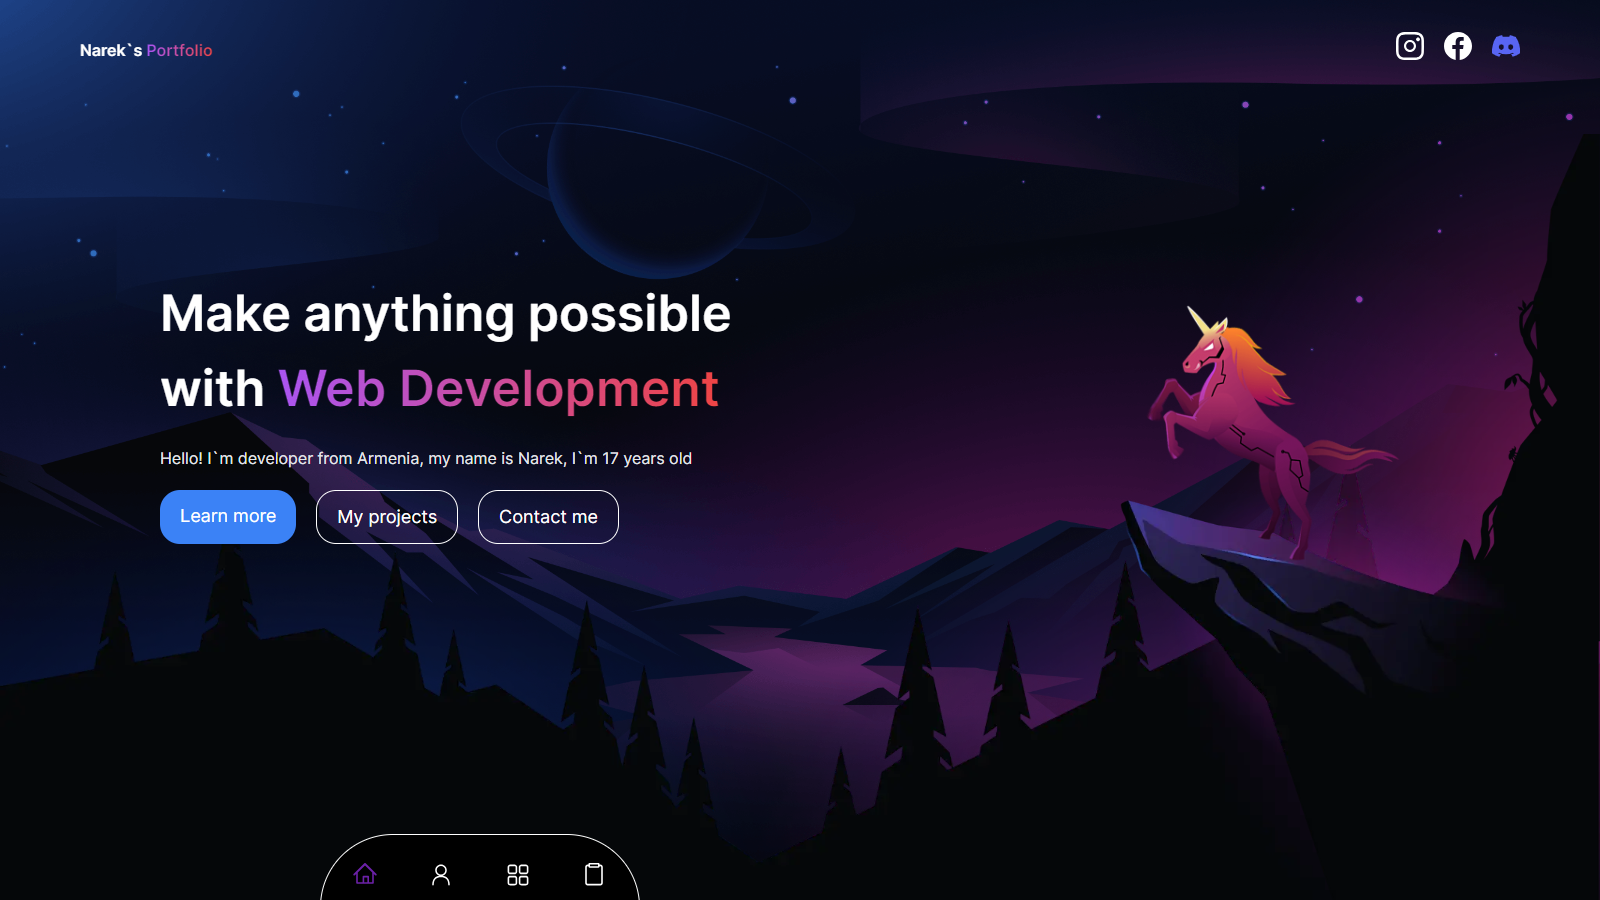 Narek`s Portfolio
Make anything possible
with Web Development
Hello! I`m developer from Armenia, my name is Narek, I`m 17 years old
Learn more
My projects
Contact me